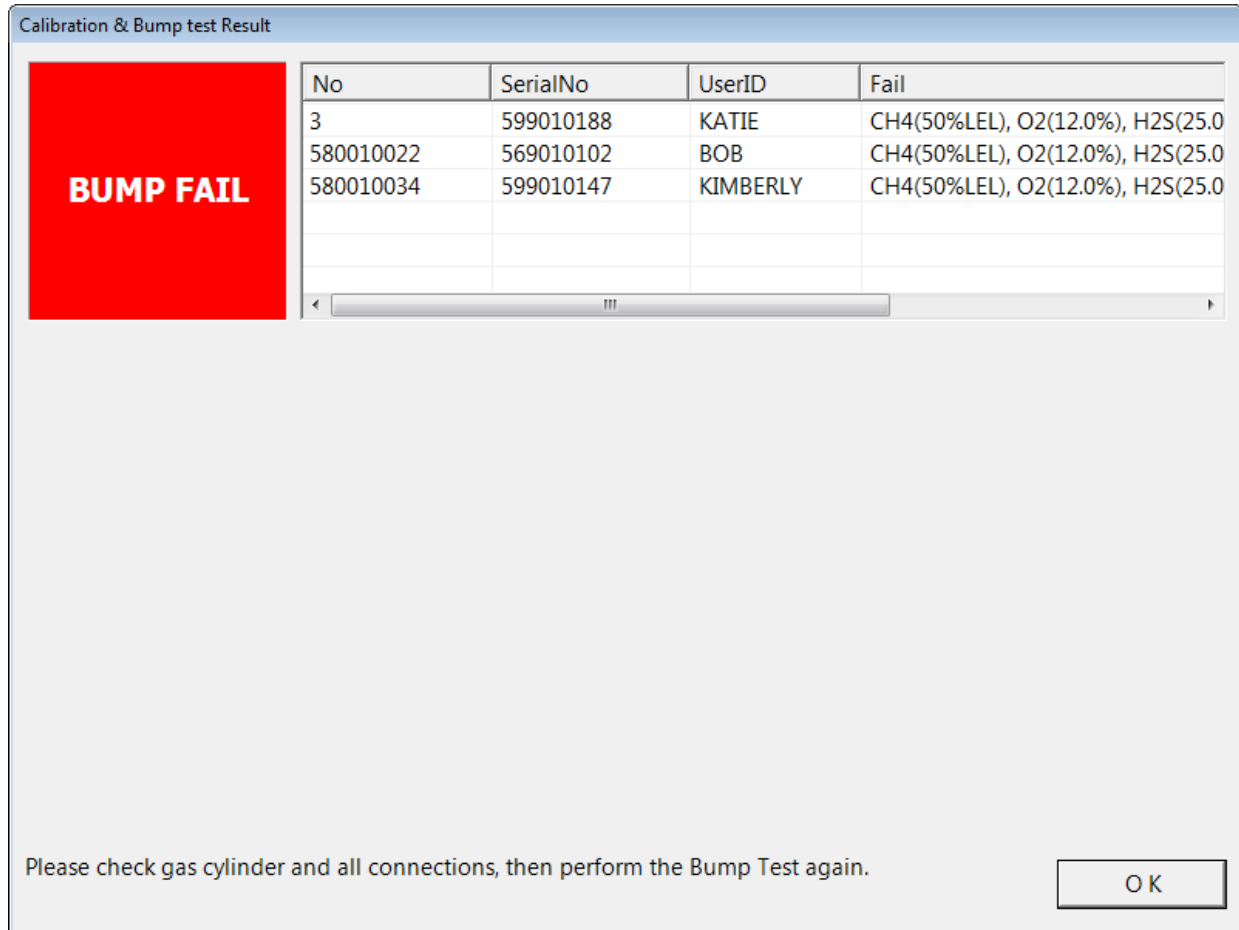 Calibration & Bump test Result
BUMP FAIL
No SerialNo UserID Fail
3 599010188 KATIE CH4(50%LEL), O2(12.0%), H2S(25.0
580010022 569010102 BOB CH4(50%LEL), O2(12.0%), H2S(25.0
580010034 599010147 KIMBERLY CH4(50%LEL), O2(12.0%), H2S(25.0
Please check gas cylinder and all connections, then perform the Bump Test again.
O K